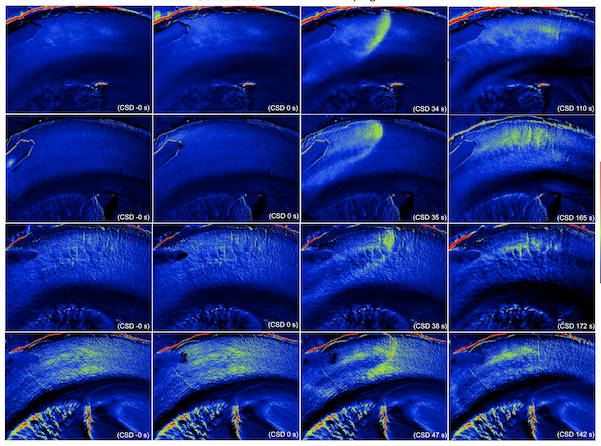 (CSD -0 s)
(CSD 0 s)
(CSD 34 s)
(CSD 110 s)
(CSD -0 s)
(CSD 0 s)
(CSD 35 s)
(CSD 165 s)
(CSD -0 s)
(CSD 0 s)
(CSD 38 s)
(CSD 172 s)
(CSD -0 s)
(CSD 0 s)
(CSD 47 s)
(CSD 142 s)